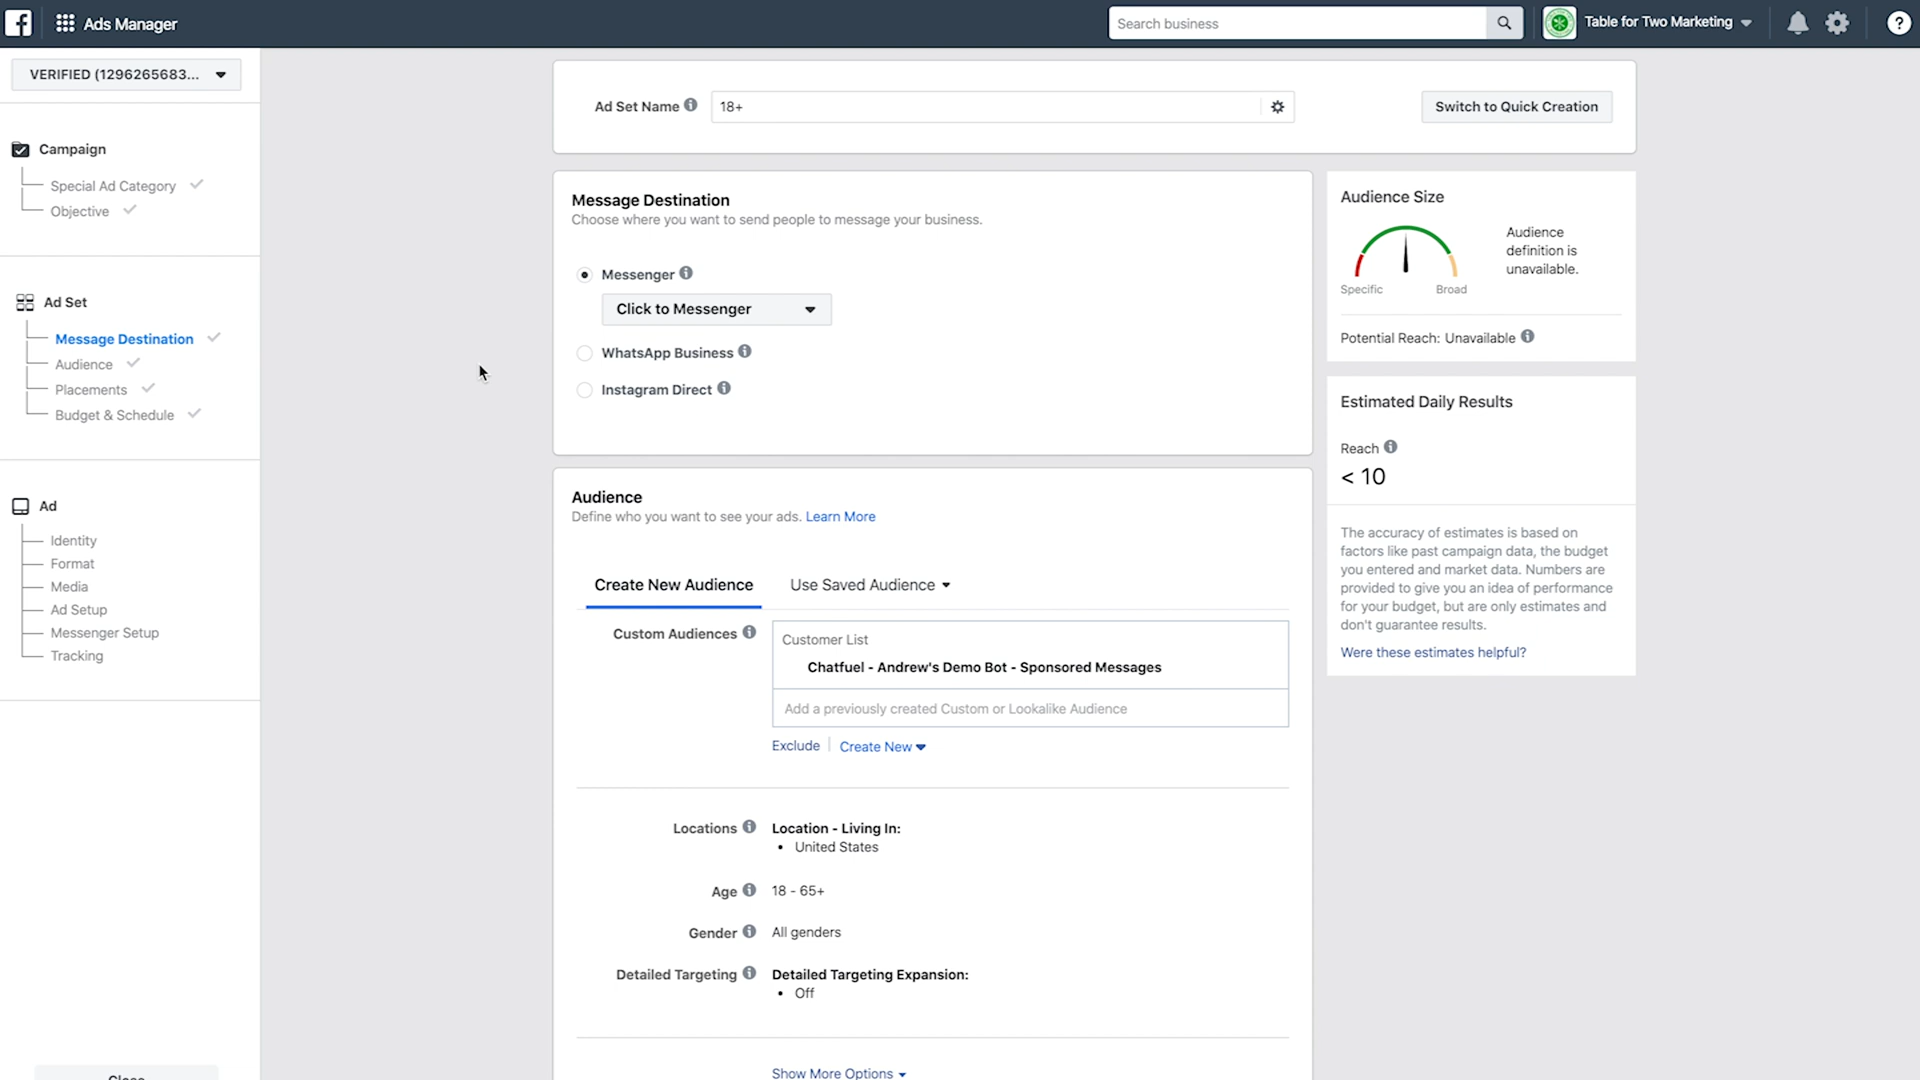 Ads Manager
Search business
Table for Two Marketing
VERIFIED (1296265683...
Campaign
Special Ad Category
Objective
Ad Set
Message Destination
Audience
Placements
Budget & Schedule
Ad
Identity
Format
Media
Ad Setup
Messenger Setup
Tracking
Close
Ad Set Name
18+
Switch to Quick Creation
Message Destination
Choose where you want to send people to message your business.
Messenger
Click to Messenger
WhatsApp Business
Instagram Direct
Audience
Define who you want to see your ads. Learn More
Create New Audience
Use Saved Audience
Custom Audiences
Customer List
Chatfuel - Andrew's Demo Bot - Sponsored Messages
Add a previously created Custom or Lookalike Audience
Exclude
Create New
Locations
Location - Living In:
• United States
Age
18 - 65+
Gender
All genders
Detailed Targeting
Detailed Targeting Expansion:
• Off
Show More Options
Audience Size
Specific
Broad
Audience
definition is
unavailable.
Potential Reach: Unavailable
Estimated Daily Results
Reach
< 10
The accuracy of estimates is based on
factors like past campaign data, the budget
you entered and market data. Numbers are
provided to give you an idea of performance
for your budget, but are only estimates and
don't guarantee results.
Were these estimates helpful?